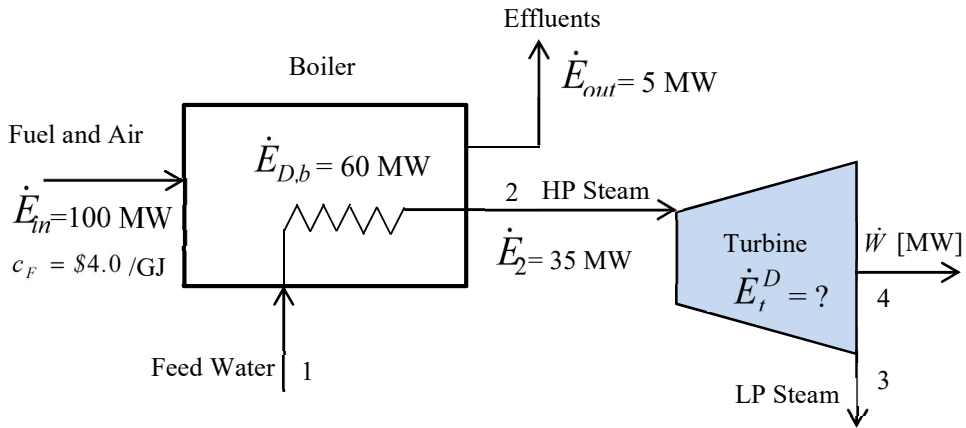 Effluents
Ė_out = 5 MW
Boiler
Fuel and Air
Ė_in=100 MW
c_F = $4.0 /GJ
Ė_D,b = 60 MW
2 HP Steam
Ė_2= 35 MW
Turbine
Ė_t^D = ?
Ẇ [MW]
4
Feed Water 1
3
LP Steam